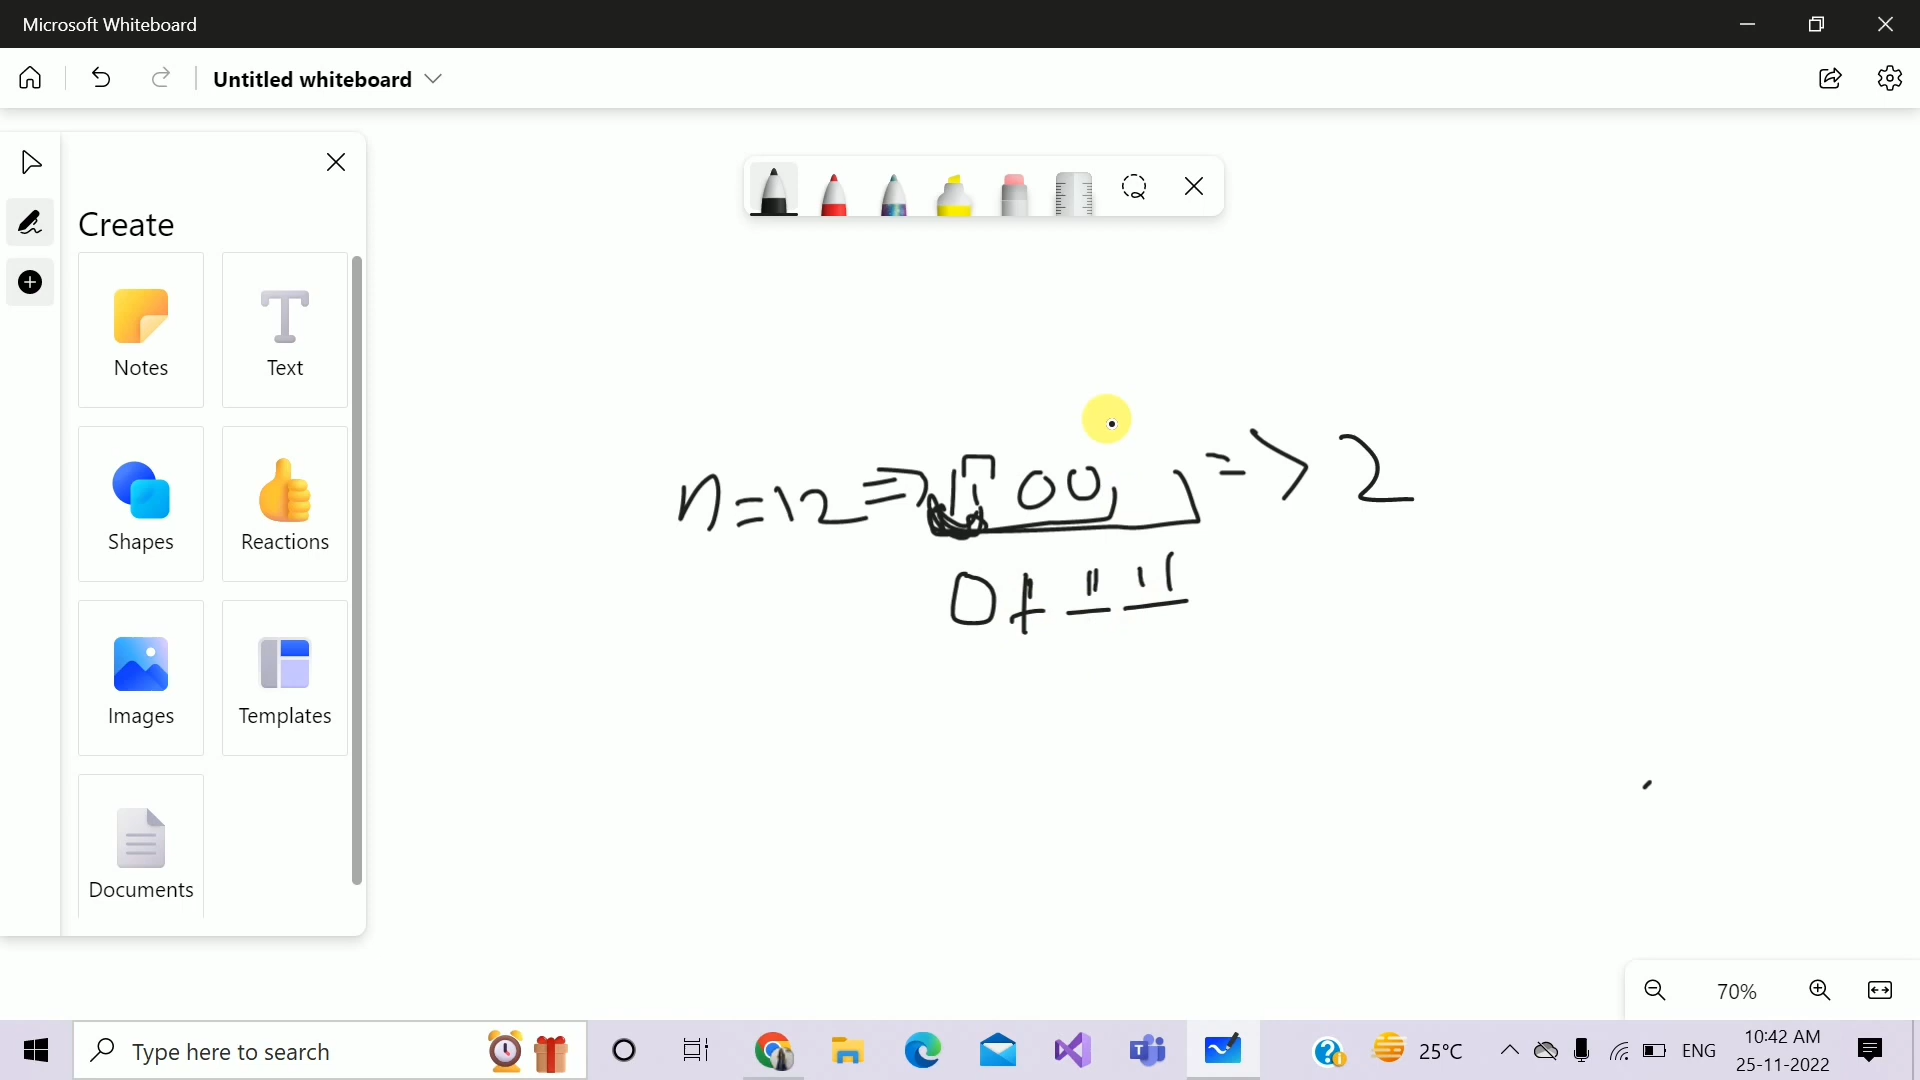 Microsoft Whiteboard
Untitled whiteboard
Create
Notes
Text
n=12 => 1100 => 2
Shapes
Reactions
Images
Templates
Documents
70%
Type here to search
25°C
ENG
10:42 AM
25-11-2022